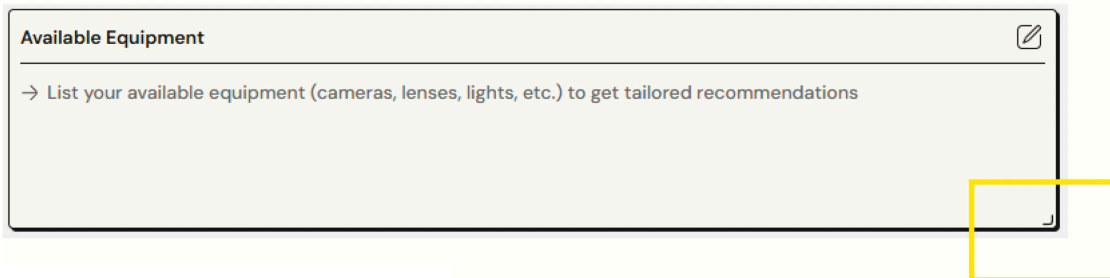 Available Equipment
→ List your available equipment (cameras, lenses, lights, etc.) to get tailored recommendations